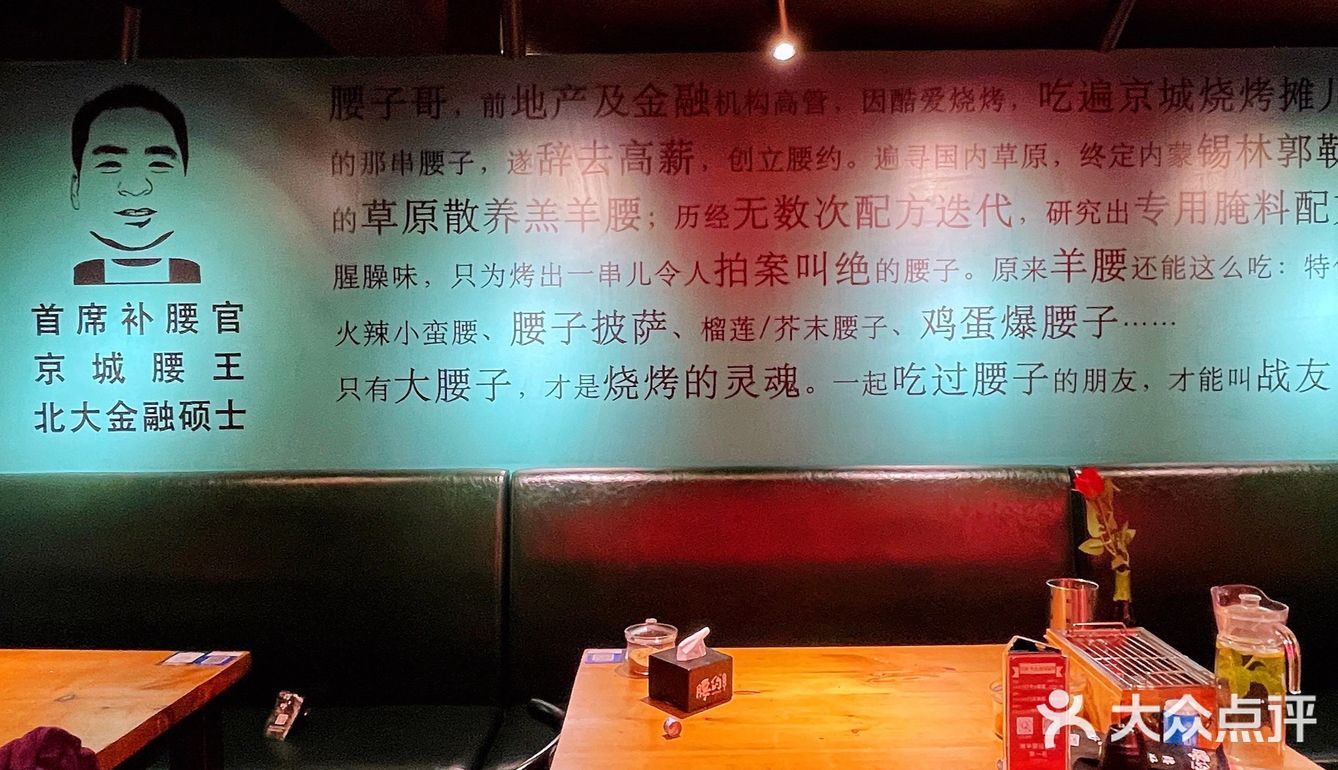 腰子哥，前地产及金融机构高管，因酷爱烧烤，吃遍京城烧烤摊儿
的那串腰子，遂辞去高薪，创立腰约。遍寻国内草原，终定内蒙锡林郭勒
的草原散养羔羊腰；历经无数次配方迭代，研究出专用腌料配
腥臊味，只为烤出一串儿令人拍案叫绝的腰子。原来羊腰还能这么吃：特
火辣小蛮腰、腰子披萨、榴莲/芥末腰子、鸡蛋爆腰子……
只有大腰子，才是烧烤的灵魂。一起吃过腰子的朋友，才能叫战友
首席补腰官
京城腰王
北大金融硕士
大众点评